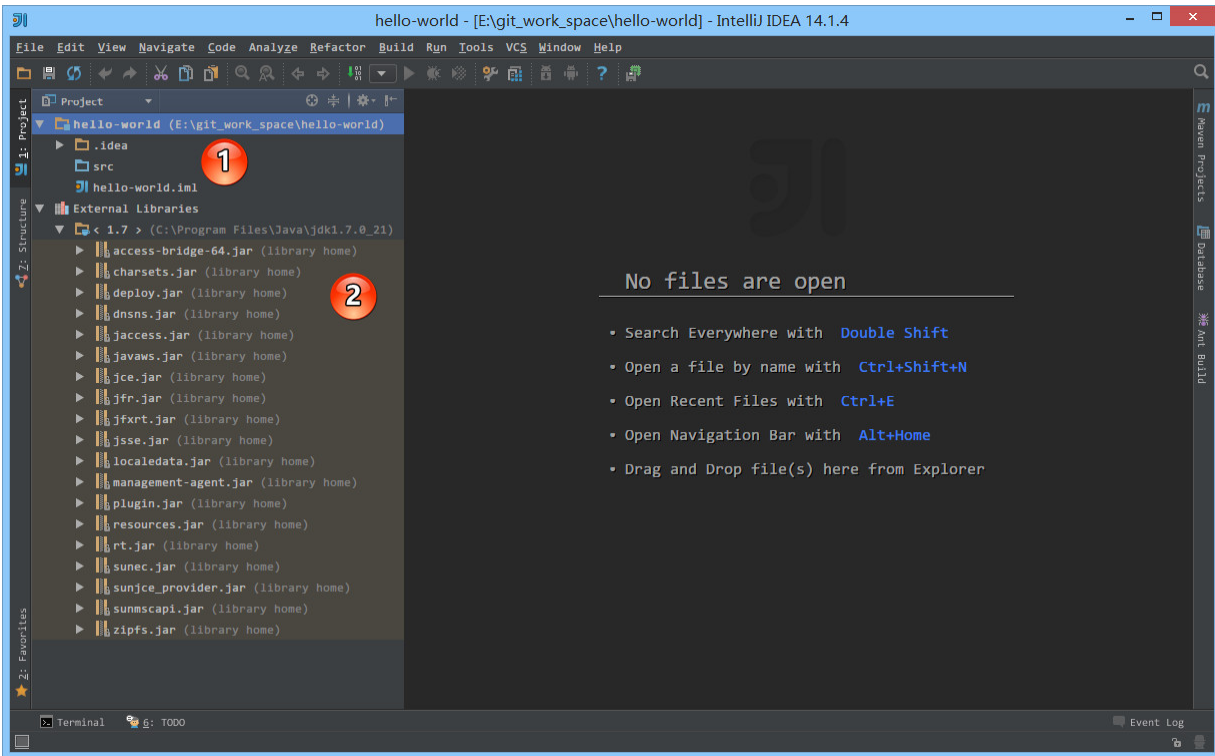 hello-world - [E:\git_work_space\hello-world] - IntelliJ IDEA 14.1.4
File Edit View Navigate Code Analyze Refactor Build Run Tools VCS Window Help
Project
1: Project
Z: Structure
2: Favorites
hello-world (E:\git_work_space\hello-world)
.idea
src
hello-world.iml
1
External Libraries
< 1.7 > (C:\Program Files\Java\jdk1.7.0_21)
access-bridge-64.jar (library home)
charsets.jar (library home)
deploy.jar (library home)
2
dnsns.jar (library home)
jaccess.jar (library home)
javaws.jar (library home)
jce.jar (library home)
jfr.jar (library home)
jfxrt.jar (library home)
jsse.jar (library home)
localedata.jar (library home)
management-agent.jar (library home)
plugin.jar (library home)
resources.jar (library home)
rt.jar (library home)
sunec.jar (library home)
sunjce_provider.jar (library home)
sunmscapi.jar (library home)
zipfs.jar (library home)
No files are open
• Search Everywhere with Double Shift
• Open a file by name with Ctrl+Shift+N
• Open Recent Files with Ctrl+E
• Open Navigation Bar with Alt+Home
• Drag and Drop file(s) here from Explorer
m Maven Projects
Database
Ant Build
Terminal 6: TODO Event Log